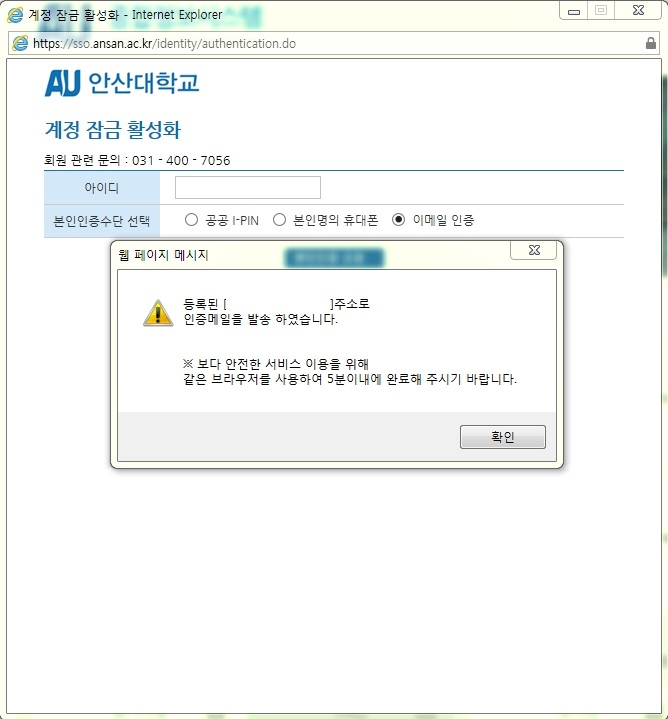 계정 잠금 활성화 - Internet Explorer
https://sso.ansan.ac.kr/identity/authentication.do
AU 안산대학교
계정 잠금 활성화
회원 관련 문의 : 031 - 400 - 7056
아이디
본인인증수단 선택 공공 I-PIN 본인명의 휴대폰 이메일 인증
웹 페이지 메시지
등록된 [ ]주소로
인증메일을 발송 하였습니다.
※ 보다 안전한 서비스 이용을 위해
같은 브라우저를 사용하여 5분이내에 완료해 주시기 바랍니다.
확인